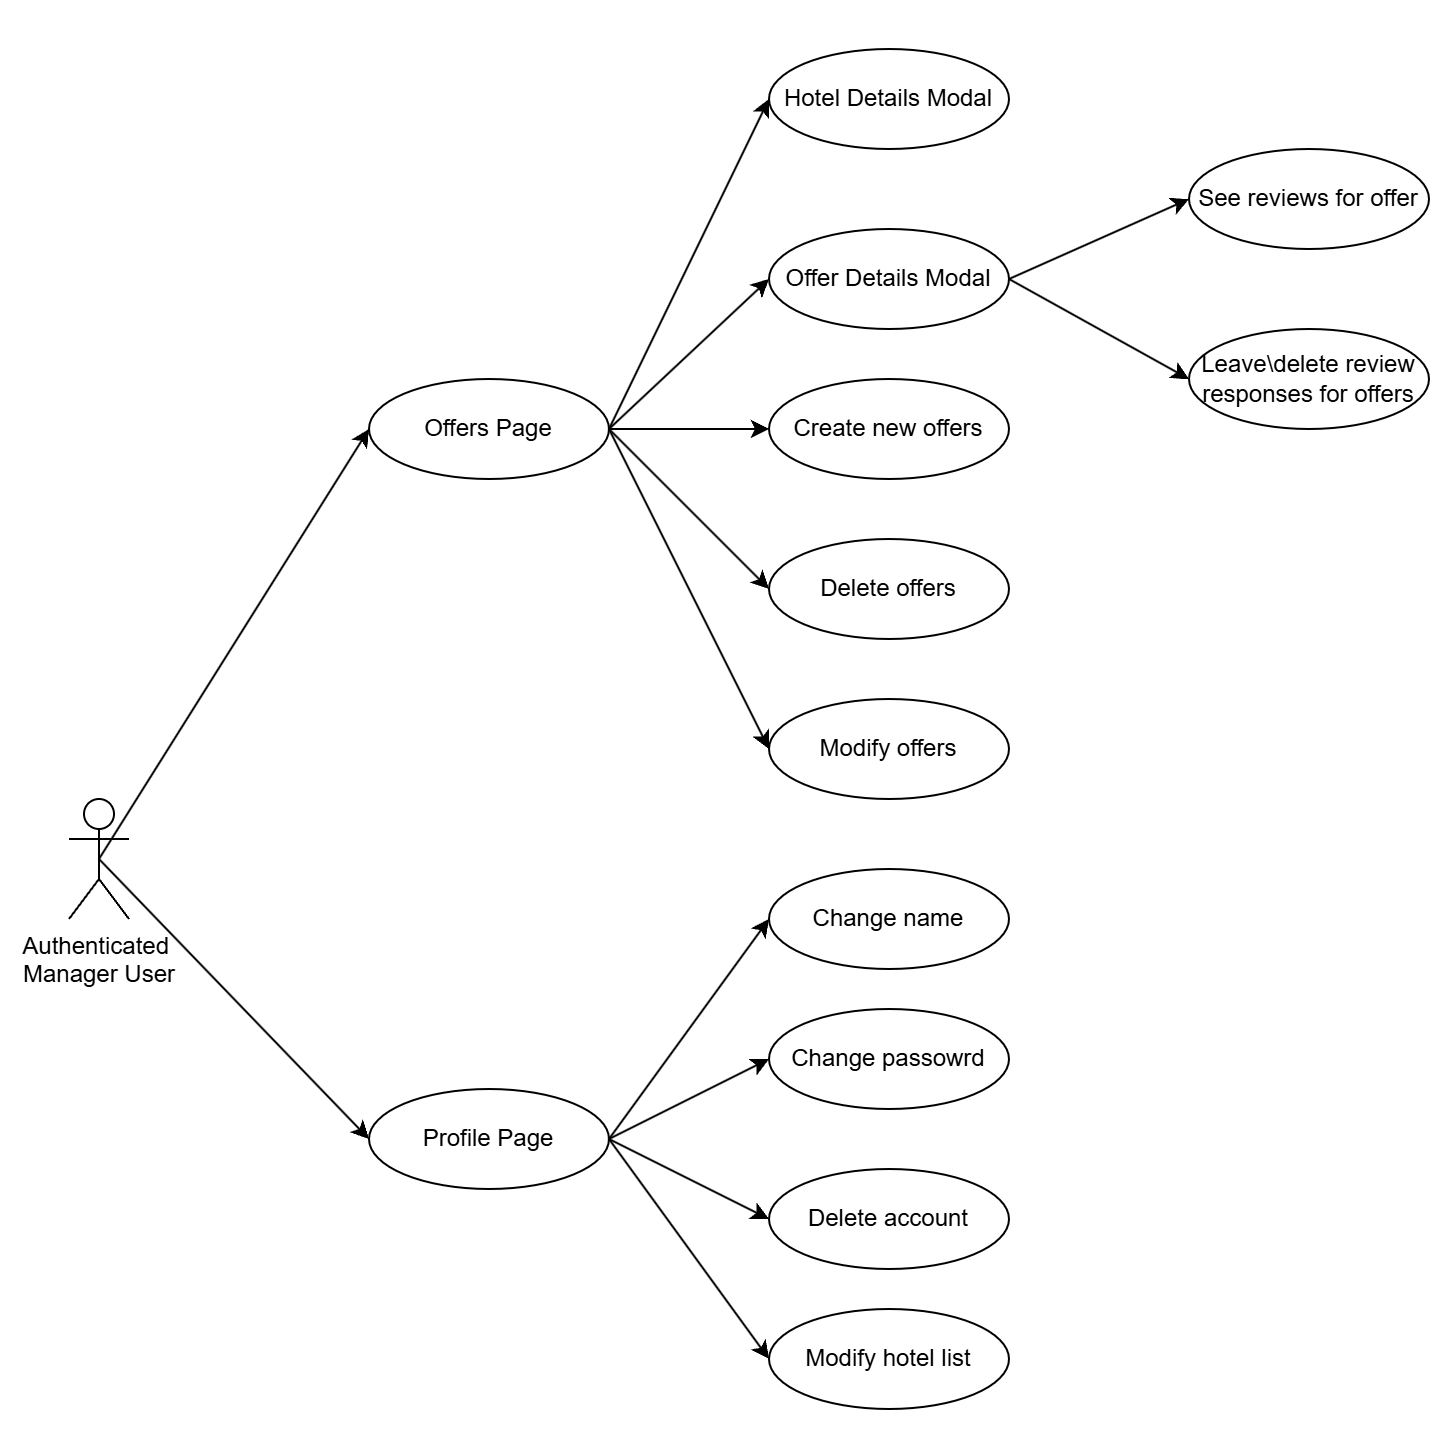 Hotel Details Modal
See reviews for offer
Offer Details Modal
Leave\delete review
responses for offers
Offers Page
Create new offers
Delete offers
Modify offers
Authenticated
Manager User
Change name
Change passowrd
Profile Page
Delete account
Modify hotel list